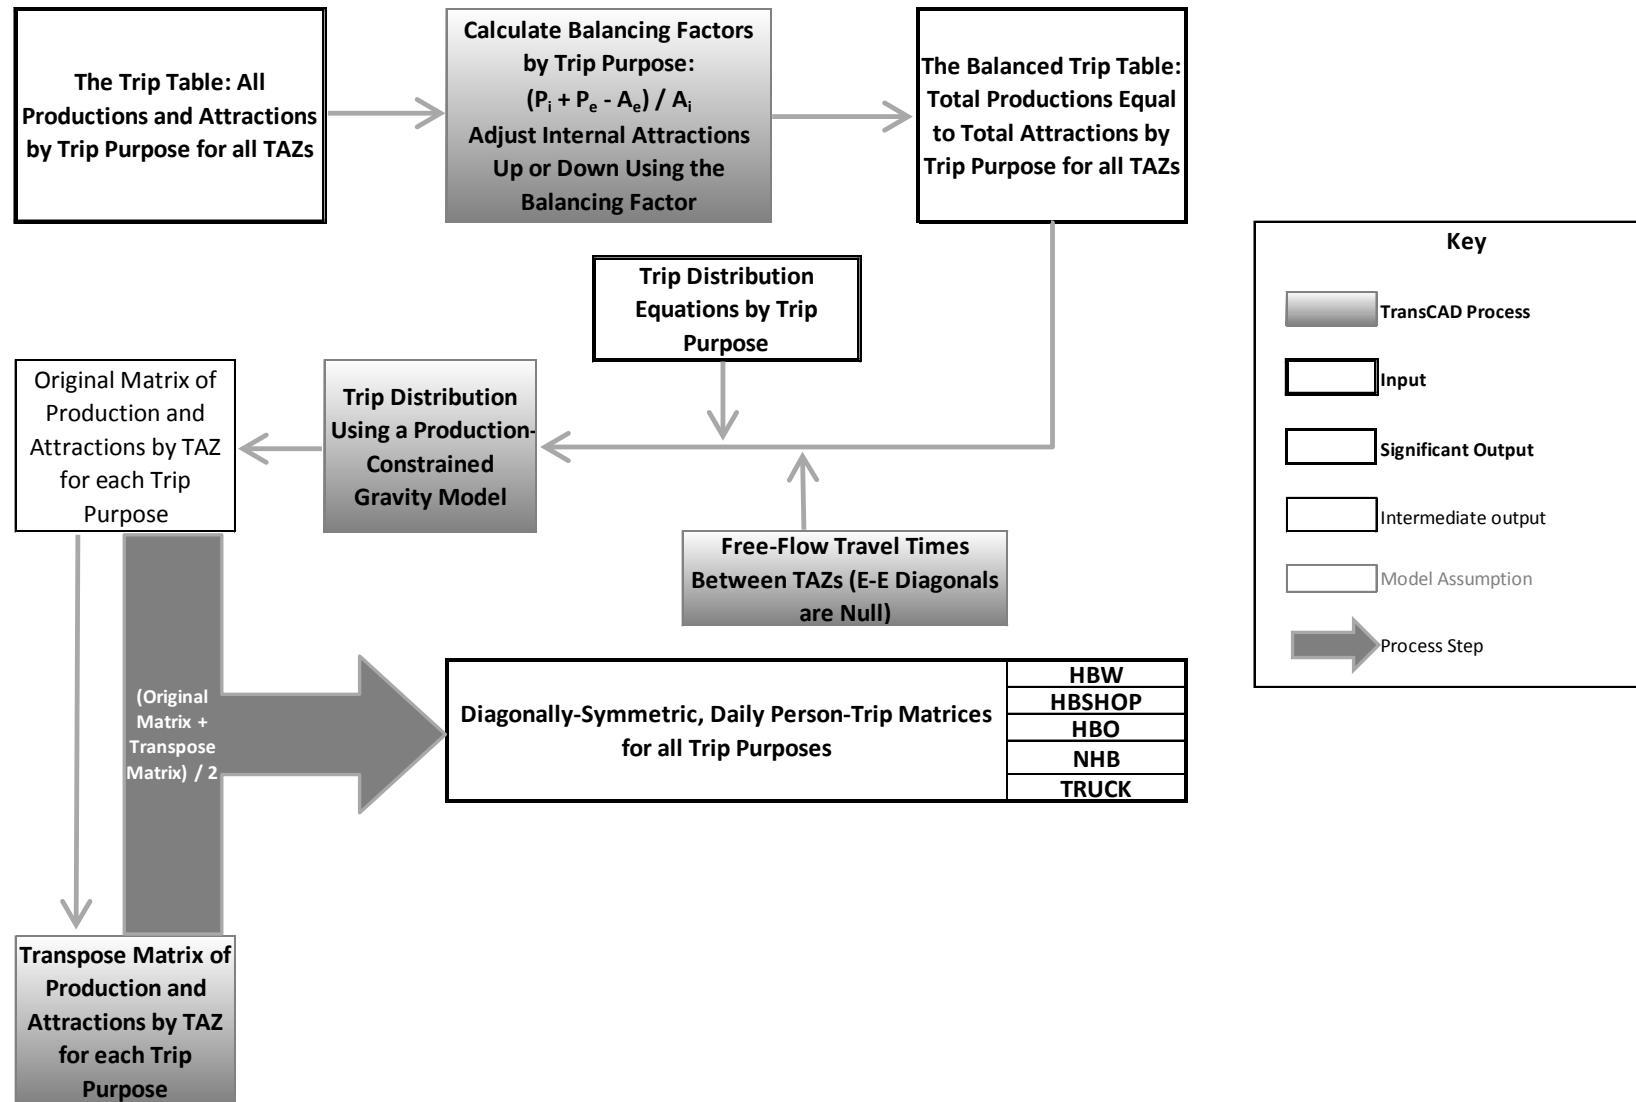 The Trip Table: All
Productions and Attractions
by Trip Purpose for all TAZs
Calculate Balancing Factors
by Trip Purpose:
(Pi + Pe - Ae) / Ai
Adjust Internal Attractions
Up or Down Using the
Balancing Factor
The Balanced Trip Table:
Total Productions Equal
to Total Attractions by
Trip Purpose for all TAZs
Key
TransCAD Process
Input
Significant Output
Intermediate output
Model Assumption
Process Step
Trip Distribution
Equations by Trip
Purpose
Original Matrix of
Production and
Attractions by TAZ
for each Trip
Purpose
Trip Distribution
Using a Production-
Constrained
Gravity Model
Free-Flow Travel Times
Between TAZs (E-E Diagonals
are Null)
(Original
Matrix +
Transpose
Matrix) / 2
Diagonally-Symmetric, Daily Person-Trip Matrices
for all Trip Purposes
HBW
HBSHOP
HBO
NHB
TRUCK
Transpose Matrix of
Production and
Attractions by TAZ
for each Trip
Purpose